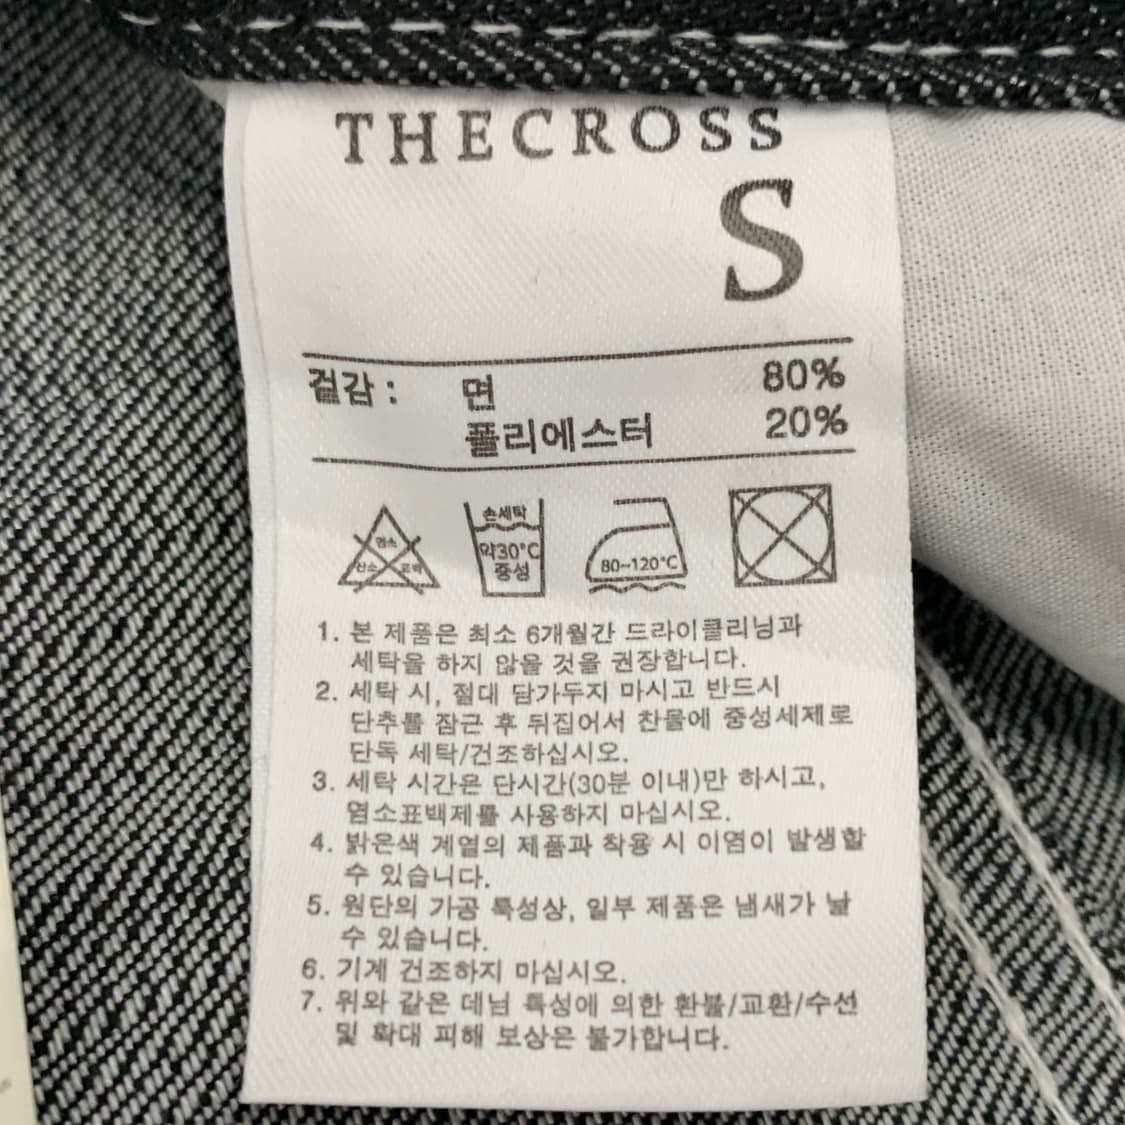 THECROSS
S
겉감 : 면 80%
폴리에스터 20%
염소
산소 표백
손세탁
약30°C
중성
80~120°C
1. 본 제품은 최소 6개월간 드라이클리닝과
세탁을 하지 않을 것을 권장합니다.
2. 세탁 시, 절대 담가두지 마시고 반드시
단추를 잠근 후 뒤집어서 찬물에 중성세제로
단독 세탁/건조하십시오.
3. 세탁 시간은 단시간(30분 이내)만 하시고,
염소표백제를 사용하지 마십시오.
4. 밝은색 계열의 제품과 착용 시 이염이 발생할
수 있습니다.
5. 원단의 가공 특성상, 일부 제품은 냄새가 날
수 있습니다.
6. 기계 건조하지 마십시오.
7. 위와 같은 데님 특성에 의한 환불/교환/수선
및 확대 피해 보상은 불가합니다.